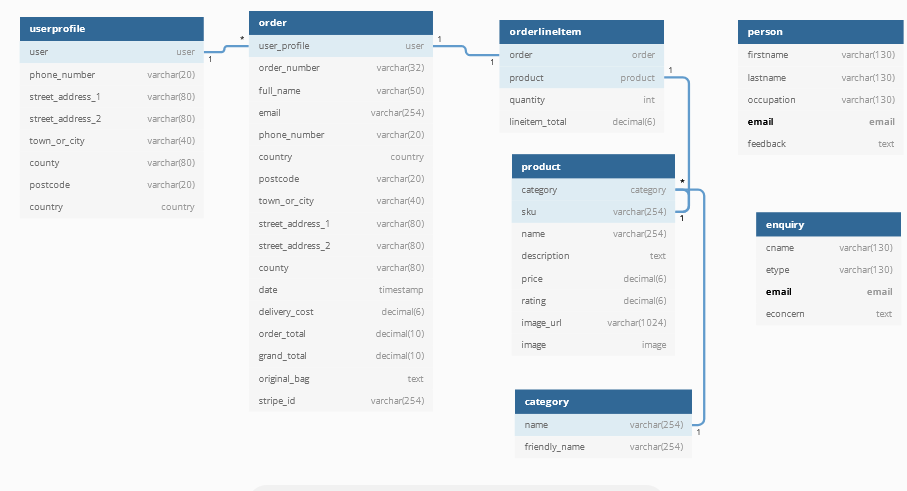 userprofile
user user
phone_number varchar(20)
street_address_1 varchar(80)
street_address_2 varchar(80)
town_or_city varchar(40)
county varchar(80)
postcode varchar(20)
country country
1
*
order
user_profile user
order_number varchar(32)
full_name varchar(50)
email varchar(254)
phone_number varchar(20)
country country
postcode varchar(20)
town_or_city varchar(40)
street_address_1 varchar(80)
street_address_2 varchar(80)
county varchar(80)
date timestamp
delivery_cost decimal(6)
order_total decimal(10)
grand_total decimal(10)
original_bag text
stripe_id varchar(254)
1
1
orderlineItem
order order
product product
quantity int
lineitem_total decimal(6)
1
product
category category
sku varchar(254)
name varchar(254)
description text
price decimal(6)
rating decimal(6)
image_url varchar(1024)
image image
*
1
category
name varchar(254)
friendly_name varchar(254)
1
person
firstname varchar(130)
lastname varchar(130)
occupation varchar(130)
email email
feedback text
enquiry
cname varchar(130)
etype varchar(130)
email email
econcern text